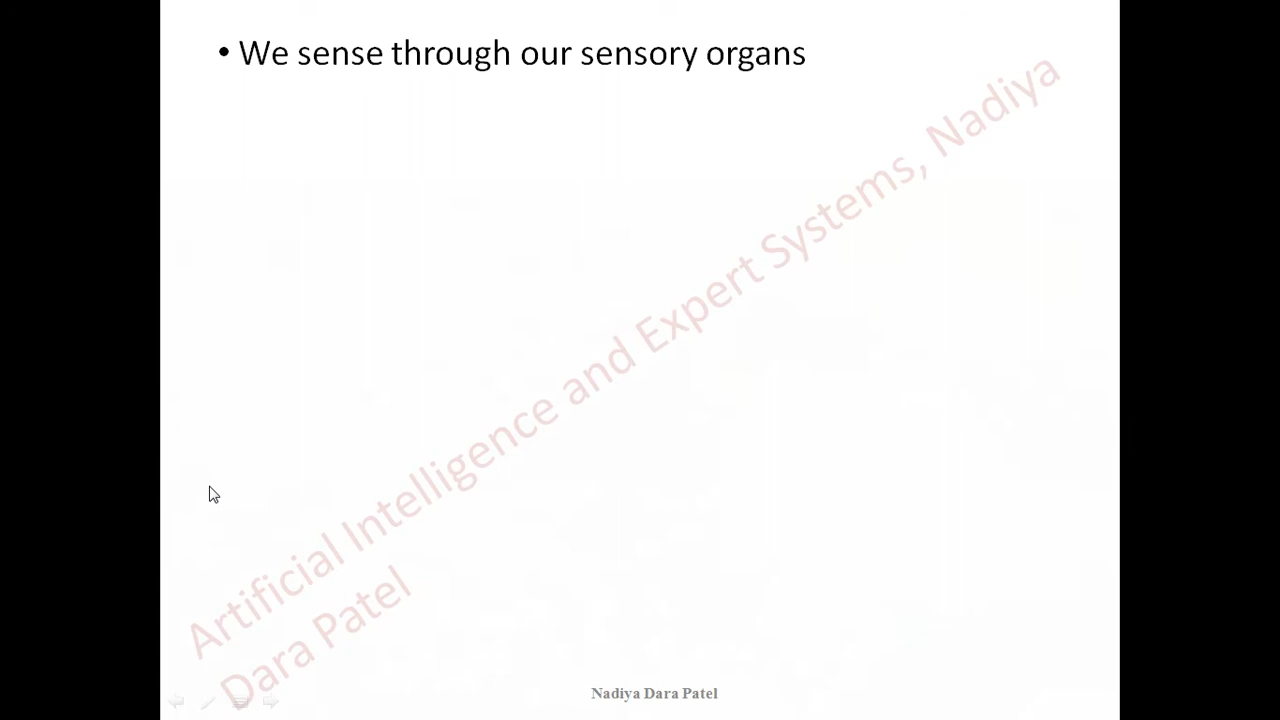 • We sense through our sensory organs
Artificial Intelligence and Expert Systems, Nadiya
Dara Patel
Nadiya Dara Patel